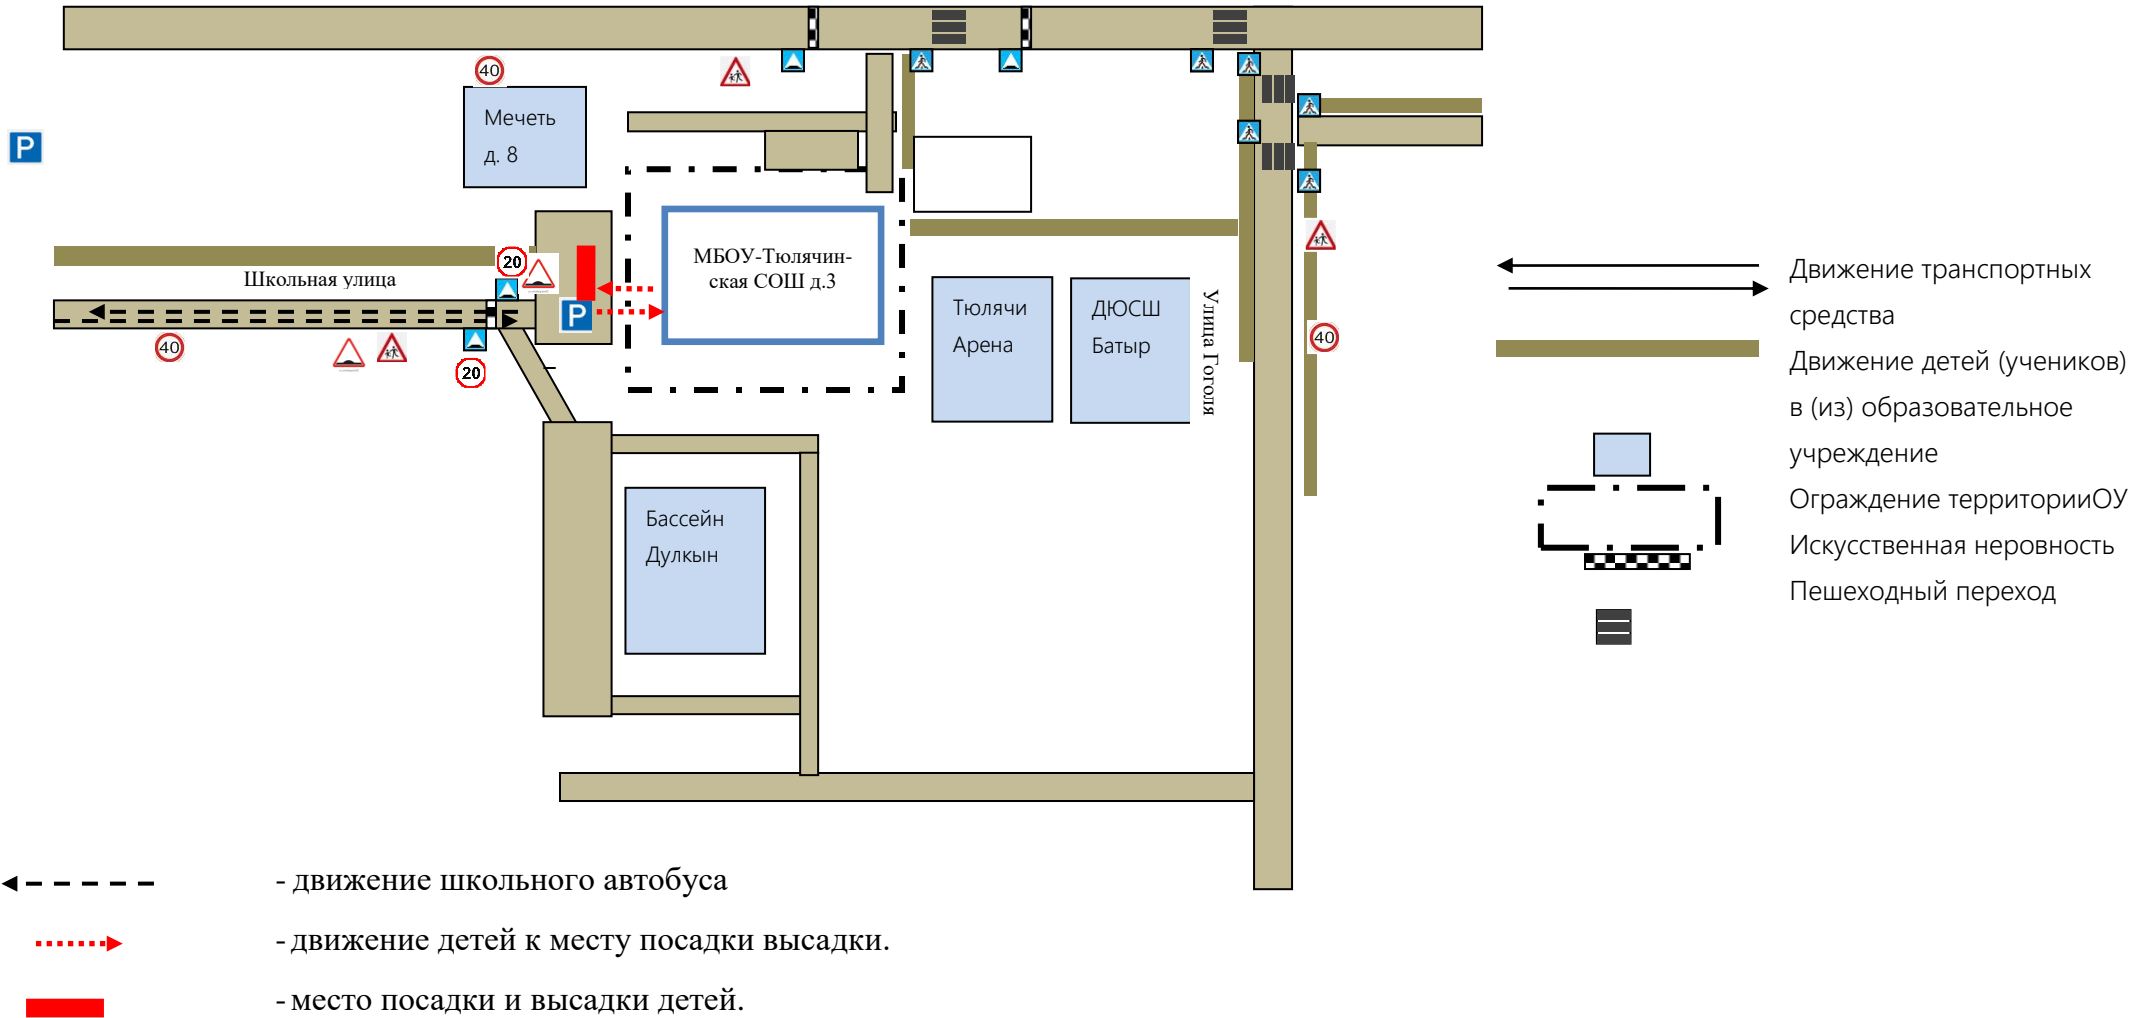 40
Мечеть
д. 8
P
МБОУ-Тюлячин-
ская СОШ д.3
20
Школьная улица
P
40
20
Тюлячи
Арена
ДЮСШ
Батыр
Улица Гоголя
40
Бассейн
Дулкын
Движение транспортных
средства
Движение детей (учеников)
в (из) образовательное
учреждение
Ограждение территорииОУ
Искусственная неровность
Пешеходный переход
- движение школьного автобуса
- движение детей к месту посадки высадки.
- место посадки и высадки детей.